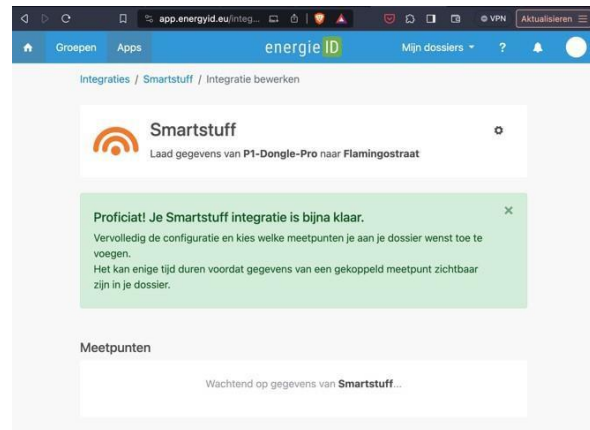 app.energyid.eu/integ...
VPN
Aktualisieren
Groepen Apps energie ID Mijn dossiers ?
Integraties / Smartstuff / Integratie bewerken
Smartstuff
Laad gegevens van P1-Dongle-Pro naar Flamingostraat
Proficiat! Je Smartstuff integratie is bijna klaar.
Vervolledig de configuratie en kies welke meetpunten je aan je dossier wenst toe te
voegen.
Het kan enige tijd duren voordat gegevens van een gekoppeld meetpunt zichtbaar
zijn in je dossier.
Meetpunten
Wachtend op gegevens van Smartstuff...